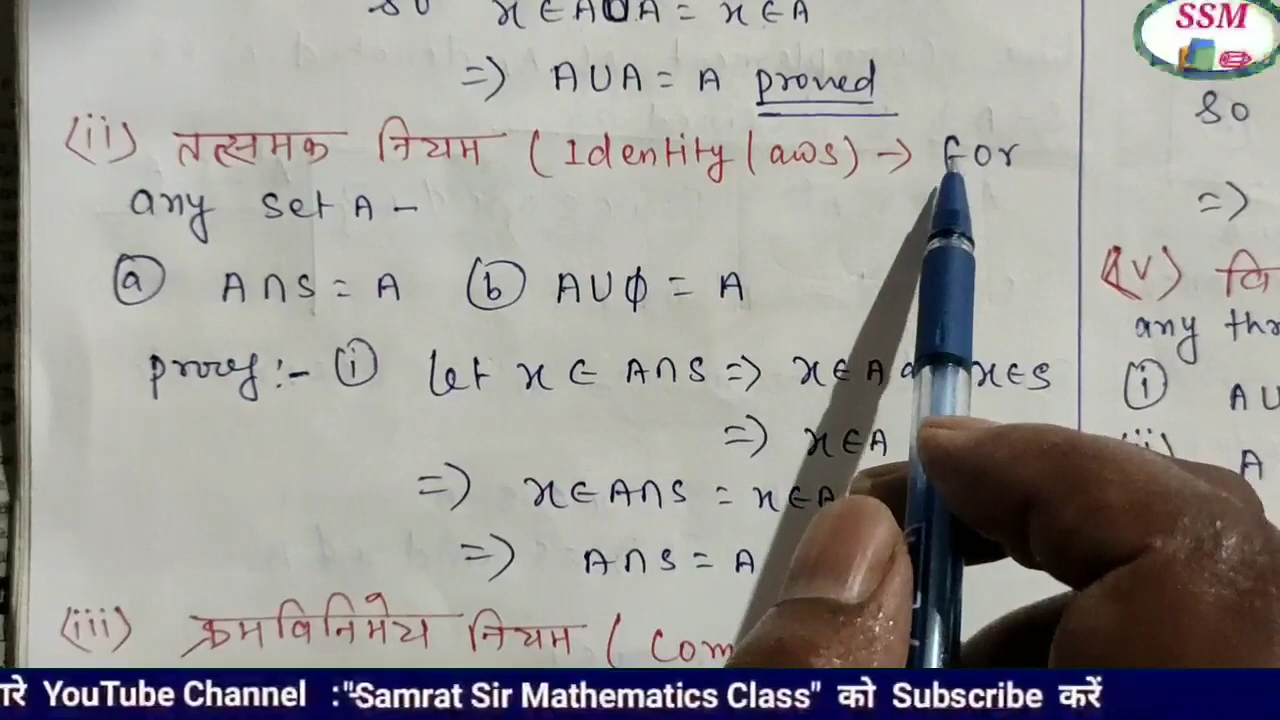 so x ∈ A∪A = x ∈ A
=) A∪A = A proved
(ii) तत्समक नियम (Identity laws) → For
any set A -
(a) A∩S = A (b) A∪ϕ = A
proof :- (i) let x ∈ A∩S =) x∈A x∈S
=) x∈A
=) x∈A∩S = x∈A
=) A∩S = A
(iii) क्रमविनिमेय नियम ( Com
SSM
so
=)
(v) वि
any thr
(i) A∪
(ii) A
रे YouTube Channel :"-Samrat Sir Mathematics Class" को Subscribe करें